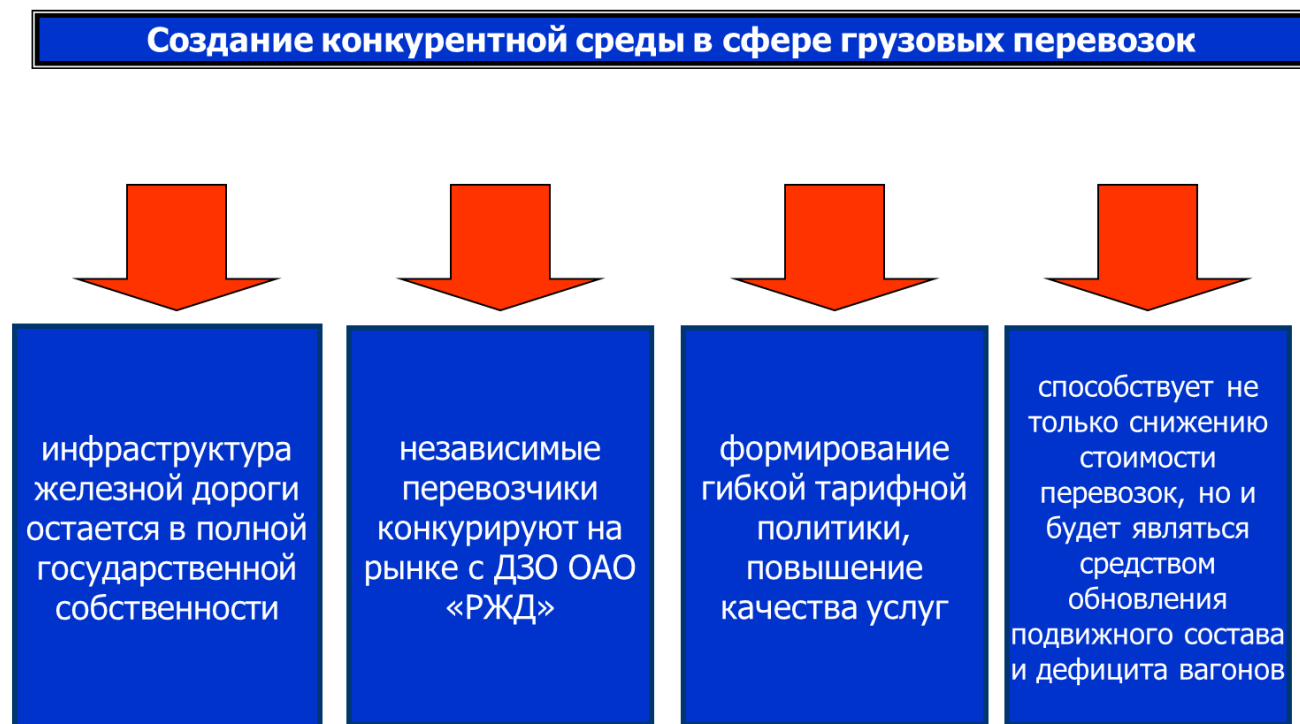 Создание конкурентной среды в сфере грузовых перевозок
инфраструктура
железной дороги
остается в полной
государственной
собственности
независимые
перевозчики
конкурируют на
рынке с ДЗО ОАО
«РЖД»
формирование
гибкой тарифной
политики,
повышение
качества услуг
способствует не
только снижению
стоимости
перевозок, но и
будет являться
средством
обновления
подвижного состава
и дефицита вагонов